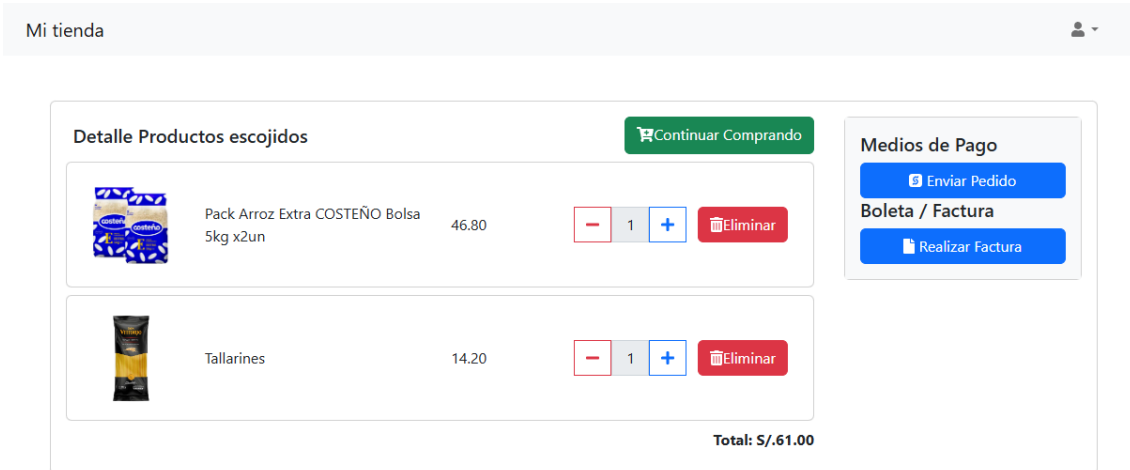 Mi tienda
Detalle Productos escojidos
Continuar Comprando
Pack Arroz Extra COSTEÑO Bolsa
5kg x2un
46.80
1
Eliminar
costeño
Tallarines
14.20
1
Eliminar
Total: S/.61.00
Medios de Pago
Enviar Pedido
Boleta / Factura
Realizar Factura